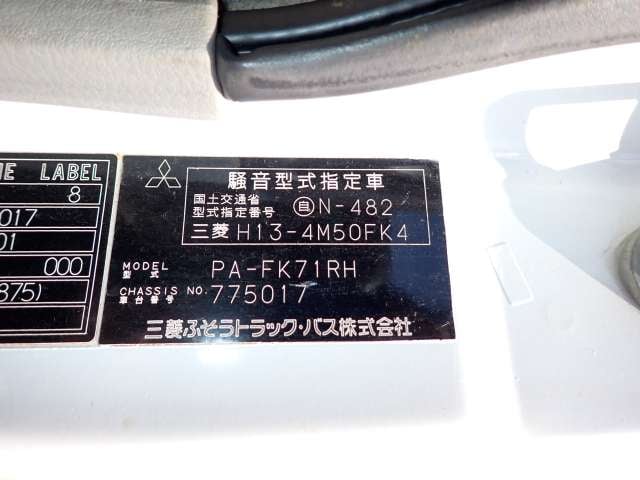 ME LABEL
8
017
01
000
875)
騒音型式指定車
国土交通省
型式指定番号 自N-482
三菱 H13-4M50FK4
MODEL
型式 PA-FK71RH
CHASSIS NO.
車台番号 775017
三菱ふそうトラック・バス株式会社